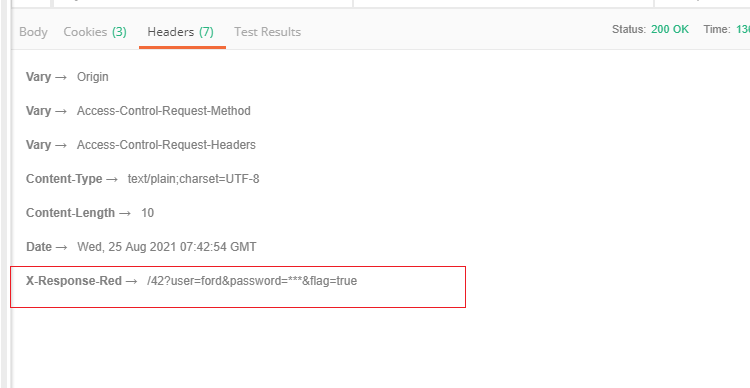 Body Cookies (3) Headers (7) Test Results Status: 200 OK Time:
Vary → Origin
Vary → Access-Control-Request-Method
Vary → Access-Control-Request-Headers
Content-Type → text/plain;charset=UTF-8
Content-Length → 10
Date → Wed, 25 Aug 2021 07:42:54 GMT
X-Response-Red → /42?user=ford&password=***&flag=true